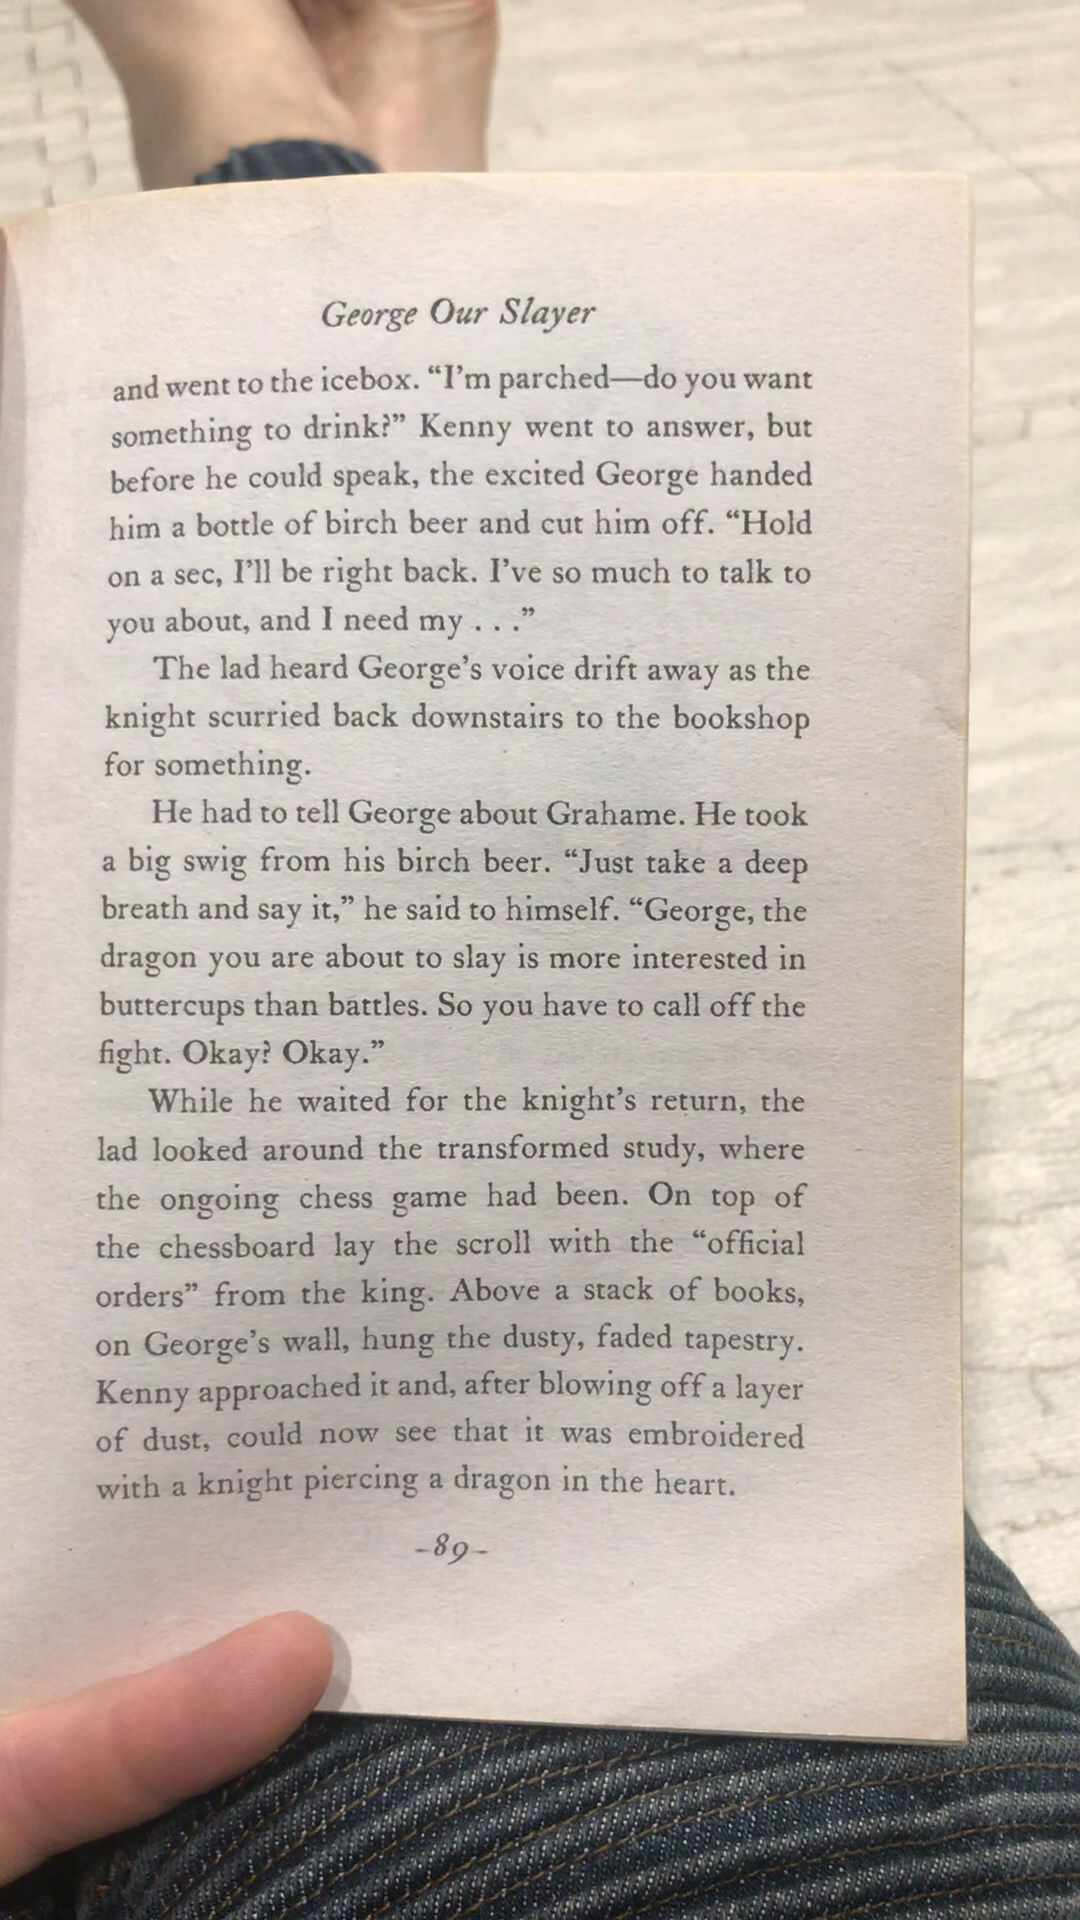 George Our Slayer
and went to the icebox. “I’m parched—do you want
something to drink?” Kenny went to answer, but
before he could speak, the excited George handed
him a bottle of birch beer and cut him off. “Hold
on a sec, I’ll be right back. I’ve so much to talk to
you about, and I need my . . .”
The lad heard George’s voice drift away as the
knight scurried back downstairs to the bookshop
for something.
He had to tell George about Grahame. He took
a big swig from his birch beer. “Just take a deep
breath and say it,” he said to himself. “George, the
dragon you are about to slay is more interested in
buttercups than battles. So you have to call off the
fight. Okay? Okay.”
While he waited for the knight’s return, the
lad looked around the transformed study, where
the ongoing chess game had been. On top of
the chessboard lay the scroll with the “official
orders” from the king. Above a stack of books,
on George’s wall, hung the dusty, faded tapestry.
Kenny approached it and, after blowing off a layer
of dust, could now see that it was embroidered
with a knight piercing a dragon in the heart.
-89-